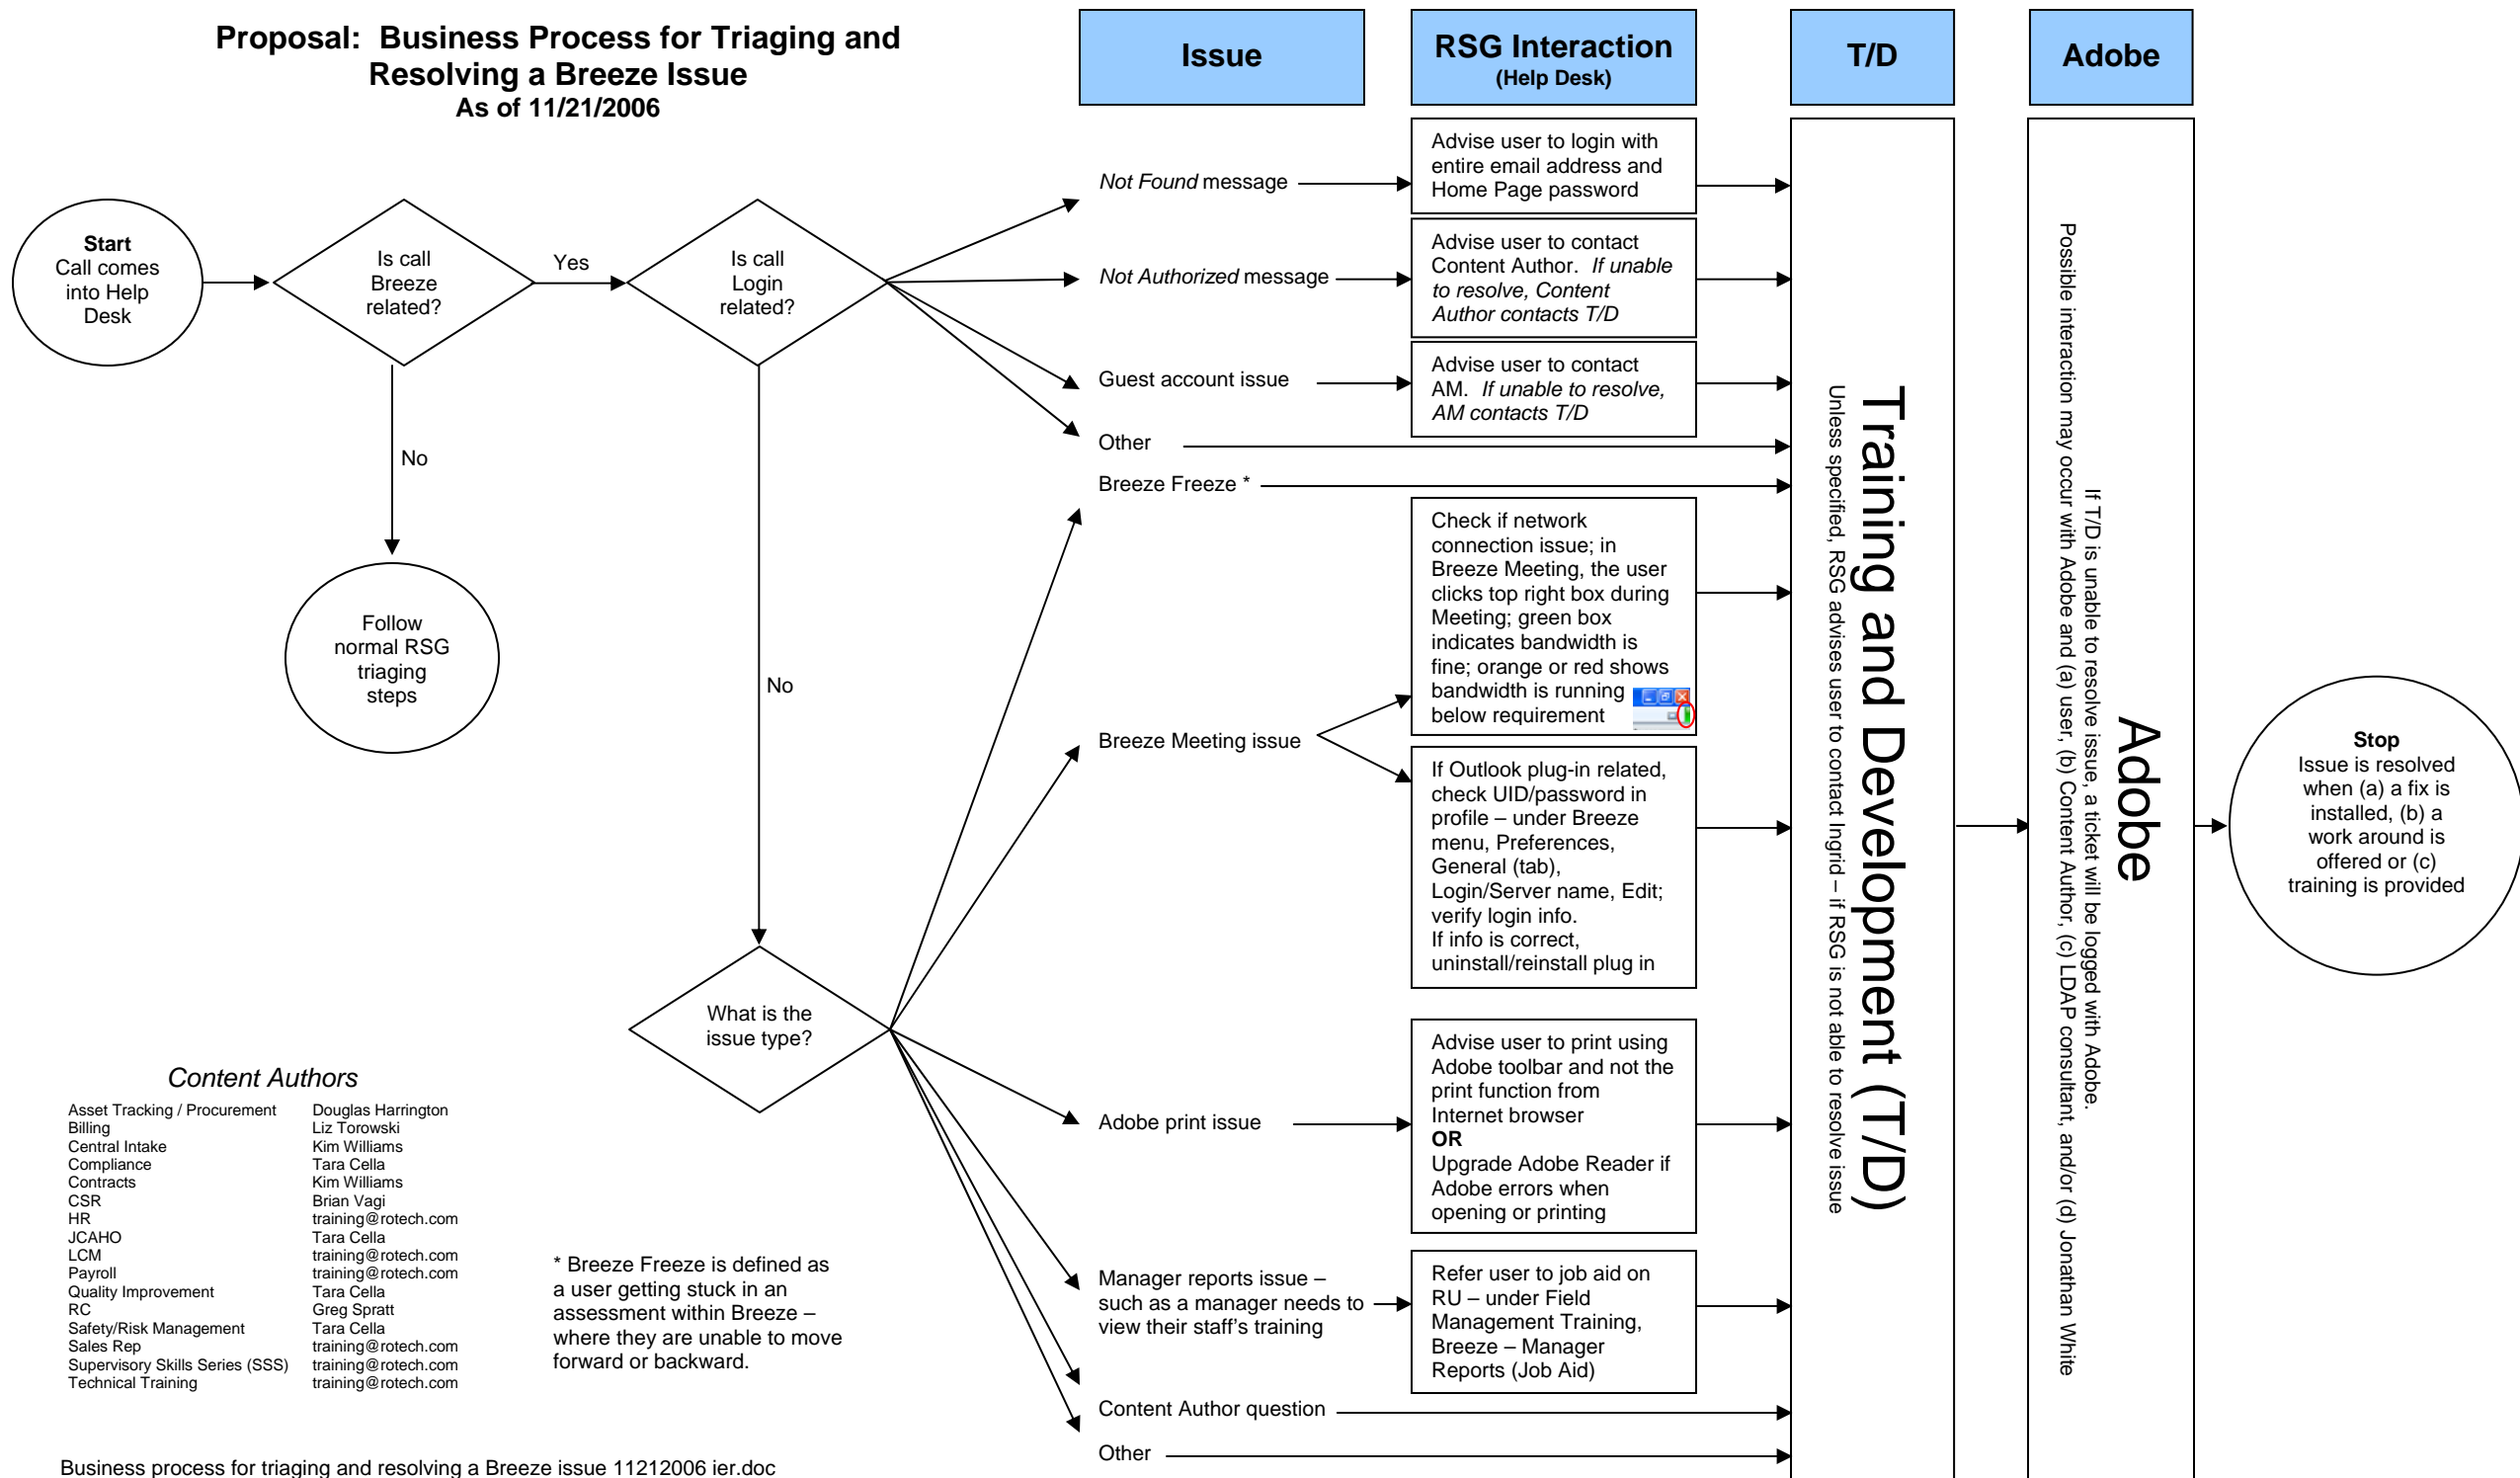 Proposal: Business Process for Triaging and
Resolving a Breeze Issue
As of 11/21/2006
Issue
RSG Interaction
(Help Desk)
T/D
Adobe
Start
Call comes
into Help
Desk
Is call
Breeze
related?
Yes
Is call
Login
related?
No
Follow
normal RSG
triaging
steps
No
What is the
issue type?
Not Found message
Advise user to login with
entire email address and
Home Page password
Not Authorized message
Advise user to contact
Content Author. If unable
to resolve, Content
Author contacts T/D
Guest account issue
Advise user to contact
AM. If unable to resolve,
AM contacts T/D
Other
Breeze Freeze *
Breeze Meeting issue
Check if network
connection issue; in
Breeze Meeting, the user
clicks top right box during
Meeting; green box
indicates bandwidth is
fine; orange or red shows
bandwidth is running
below requirement
If Outlook plug-in related,
check UID/password in
profile – under Breeze
menu, Preferences,
General (tab),
Login/Server name, Edit;
verify login info.
If info is correct,
uninstall/reinstall plug in
Adobe print issue
Advise user to print using
Adobe toolbar and not the
print function from
Internet browser
OR
Upgrade Adobe Reader if
Adobe errors when
opening or printing
Manager reports issue –
such as a manager needs to
view their staff's training
Refer user to job aid on
RU – under Field
Management Training,
Breeze – Manager
Reports (Job Aid)
Content Author question
Other
Training and Development (T/D)
Unless specified, RSG advises user to contact Ingrid – if RSG is not able to resolve issue
Adobe
If T/D is unable to resolve issue, a ticket will be logged with Adobe.
Possible interaction may occur with Adobe and (a) user, (b) Content Author, (c) LDAP consultant, and/or (d) Jonathan White
Stop
Issue is resolved
when (a) a fix is
installed, (b) a
work around is
offered or (c)
training is provided
Content Authors
Asset Tracking / Procurement Douglas Harrington
Billing Liz Torowski
Central Intake Kim Williams
Compliance Tara Cella
Contracts Kim Williams
CSR Brian Vagi
HR training@rotech.com
JCAHO Tara Cella
LCM training@rotech.com
Payroll training@rotech.com
Quality Improvement Tara Cella
RC Greg Spratt
Safety/Risk Management Tara Cella
Sales Rep training@rotech.com
Supervisory Skills Series (SSS) training@rotech.com
Technical Training training@rotech.com
* Breeze Freeze is defined as
a user getting stuck in an
assessment within Breeze –
where they are unable to move
forward or backward.
Business process for triaging and resolving a Breeze issue 11212006 ier.doc